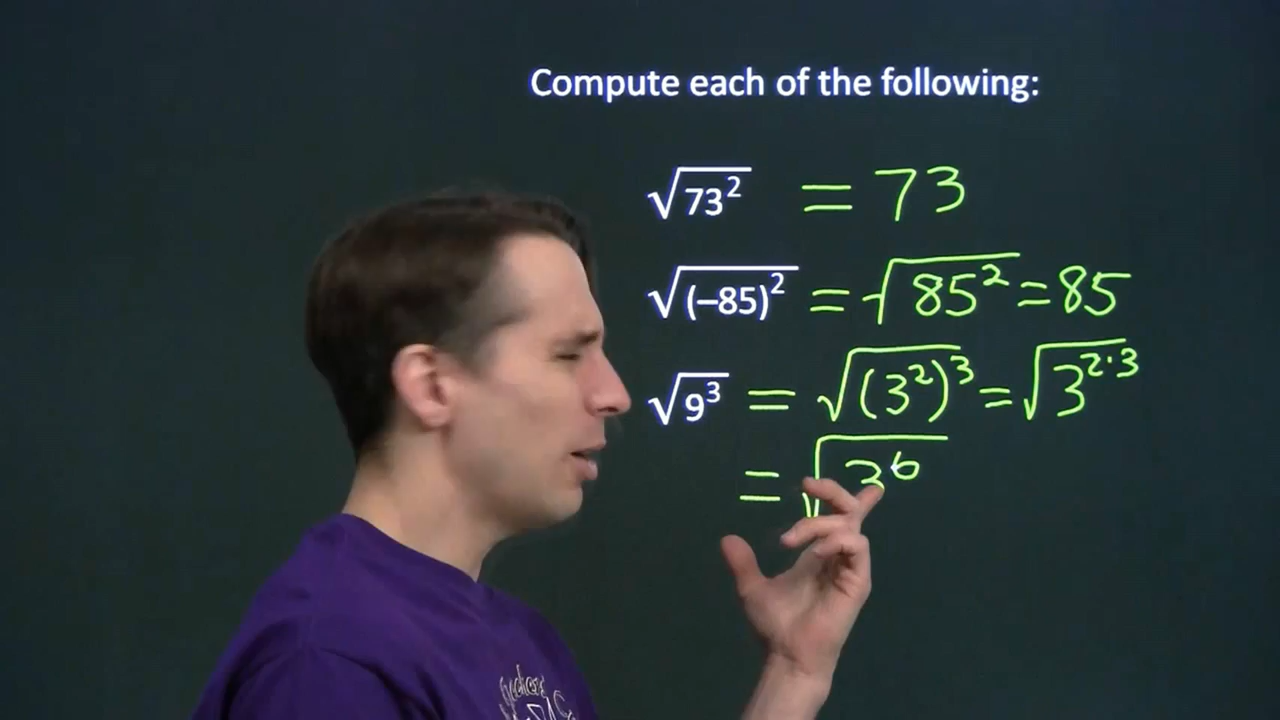 Compute each of the following:
√73² = 73
√(–85)² = √85² = 85
√9³ = √(3²)³ = √3^(2·3)
= √3⁶